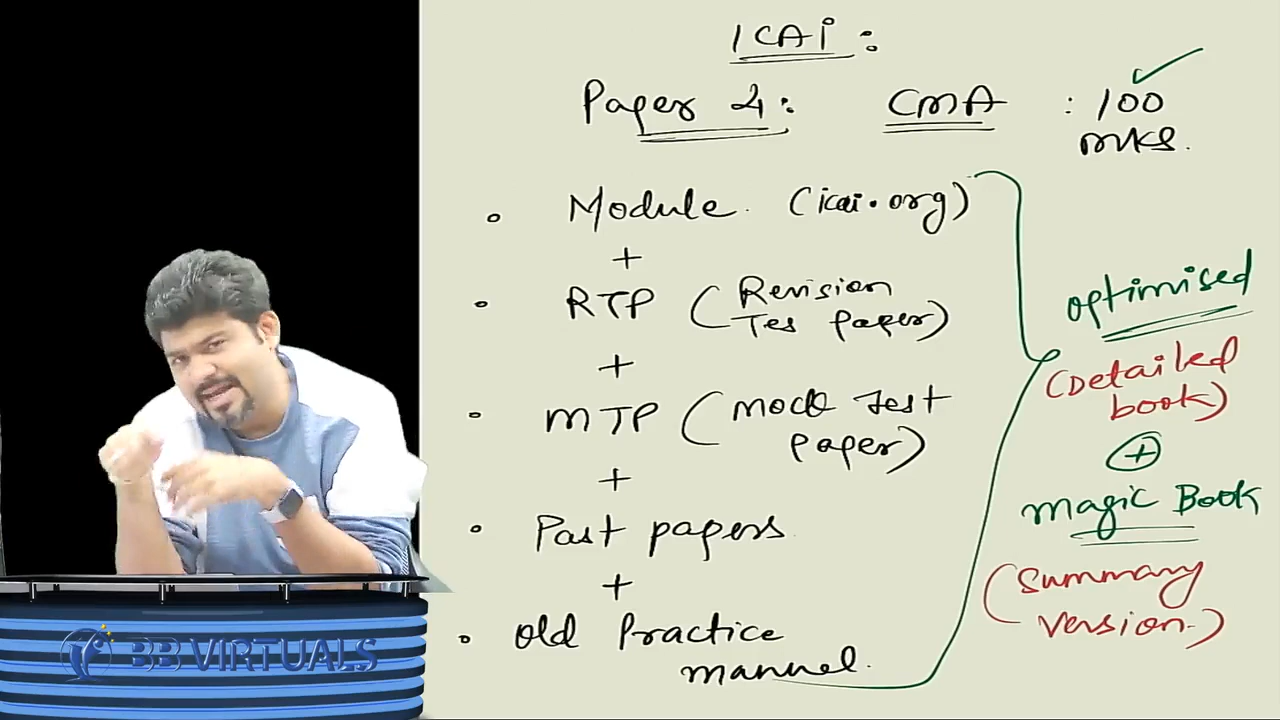 ICAI :
Paper 4: CMA : 100
mks.
• Module. (icai.org)
+
• RTP (Revision
Tes paper)
+
• MTP (Mock Test
paper)
+
• Past papers
+
• Old Practice
manual.
optimised
(Detailed
book)
+
magic Book
(Summary
version.)
BB VIRTUALS